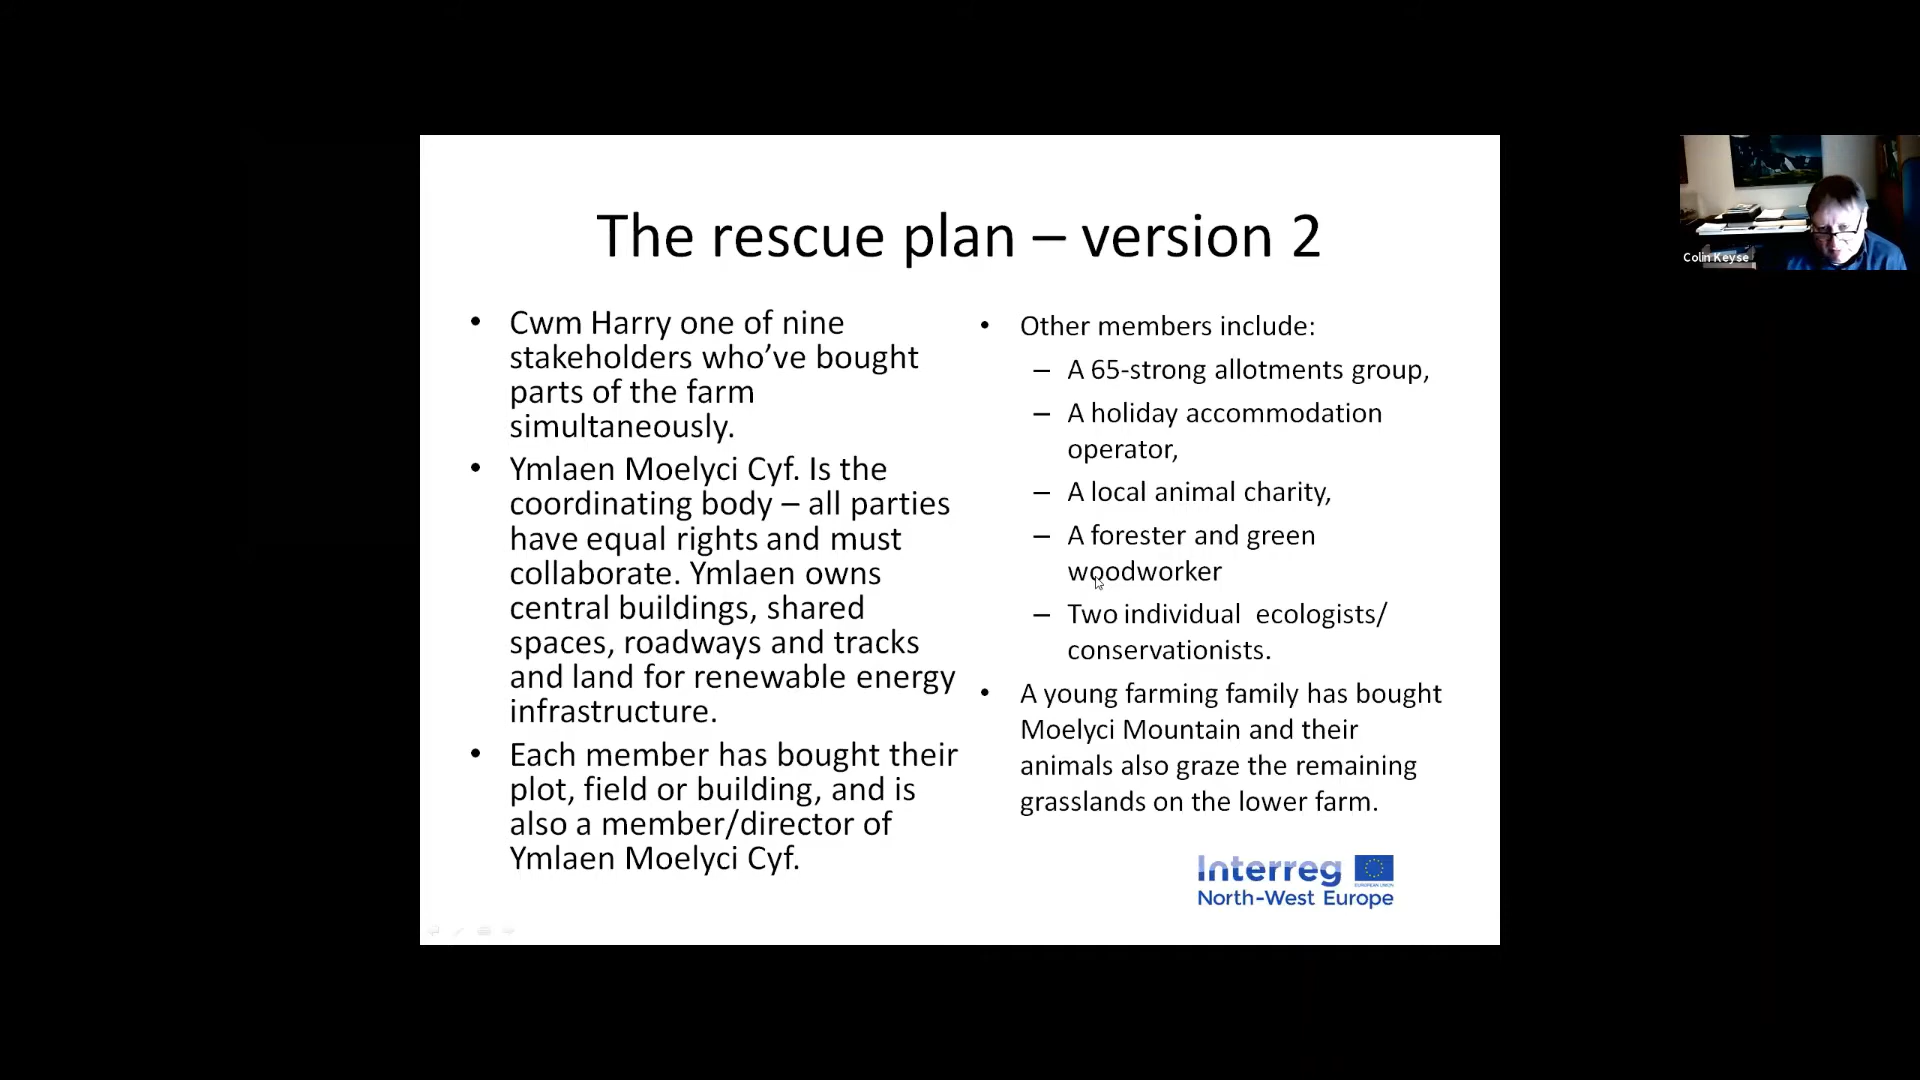 The rescue plan – version 2
• Cwm Harry one of nine
stakeholders who’ve bought
parts of the farm
simultaneously.
• Ymlaen Moelyci Cyf. Is the
coordinating body – all parties
have equal rights and must
collaborate. Ymlaen owns
central buildings, shared
spaces, roadways and tracks
and land for renewable energy
infrastructure.
• Each member has bought their
plot, field or building, and is
also a member/director of
Ymlaen Moelyci Cyf.
• Other members include:
– A 65-strong allotments group,
– A holiday accommodation
operator,
– A local animal charity,
– A forester and green
woodworker
– Two individual  ecologists/
conservationists.
• A young farming family has bought
Moelyci Mountain and their
animals also graze the remaining
grasslands on the lower farm.
Interreg
EUROPEAN UNION
North-West Europe
Colin Keyse